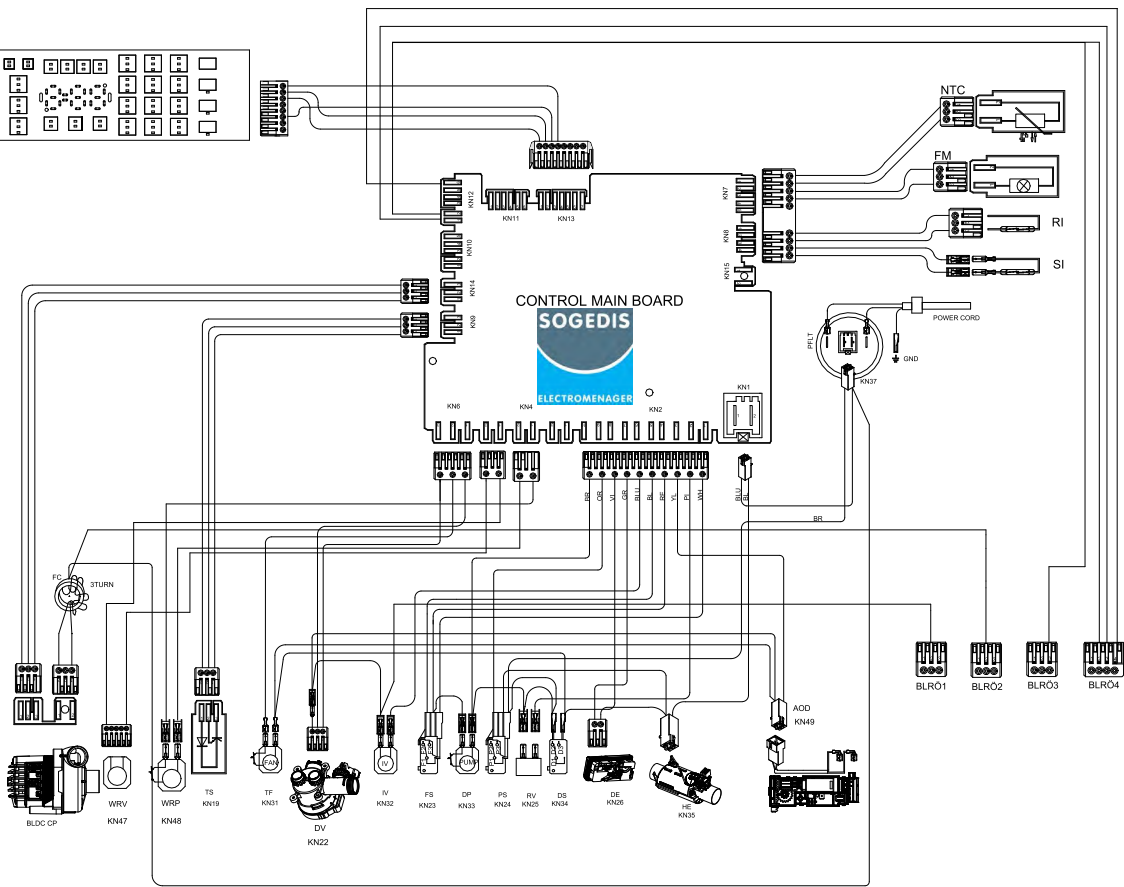 NTC
FM
RI
SI
KN12
KN11
KN13
KN7
KN10
KN8
KN15
KN14
KN9
CONTROL MAIN BOARD
SOGEDIS
ELECTROMENAGER
POWER CORD
PFLT
GND
KN37
KN6
KN4
KN2
KN1
1 2
BR
OR
VI
GR
BLU
BL
RE
YL
PI
WH
BLU
BL
BR
FC
3TURN
BLRÖ1
BLRÖ2
BLRÖ3
BLRÖ4
AOD
KN49
FAN
IV
PUMP
BLDC CP
WRV
KN47
WRP
KN48
TS
KN19
TF
KN31
DV
KN22
IV
KN32
FS
KN23
DP
KN33
PS
KN24
RV
KN25
DS
KN34
DE
KN26
HE
KN35